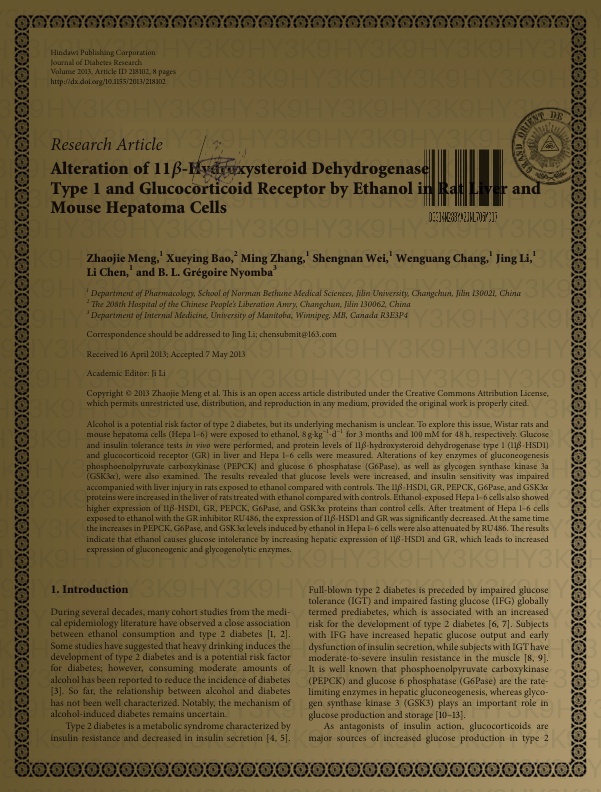 Hindawi Publishing Corporation
Journal of Diabetes Research
Volume 2013, Article ID 218102, 8 pages
http://dx.doi.org/10.1155/2013/218102
GRAND ORIENT DE
Research Article
Alteration of 11β-Hydroxysteroid Dehydrogenase
Type 1 and Glucocorticoid Receptor by Ethanol in Rat Liver and
Mouse Hepatoma Cells
Zhaojie Meng,1 Xueying Bao,2 Ming Zhang,1 Shengnan Wei,1 Wenguang Chang,1 Jing Li,1
Li Chen,1 and B. L. Grégoire Nyomba3
1 Department of Pharmacology, School of Norman Bethune Medical Sciences, Jilin University, Changchun, Jilin 130021, China
2 The 208th Hospital of the Chinese People's Liberation Amry, Changchun, Jilin 130062, China
3 Department of Internal Medicine, University of Manitoba, Winnipeg, MB, Canada R3E3P4
Correspondence should be addressed to Jing Li; chensubmit@163.com
Received 16 April 2013; Accepted 7 May 2013
Academic Editor: Ji Li
Copyright © 2013 Zhaojie Meng et al. This is an open access article distributed under the Creative Commons Attribution License,
which permits unrestricted use, distribution, and reproduction in any medium, provided the original work is properly cited.
Alcohol is a potential risk factor of type 2 diabetes, but its underlying mechanism is unclear. To explore this issue, Wistar rats and
mouse hepatoma cells (Hepa 1–6) were exposed to ethanol, 8 g·kg−1·d−1 for 3 months and 100 mM for 48 h, respectively. Glucose
and insulin tolerance tests in vivo were performed, and protein levels of 11β-hydroxysteroid dehydrogenase type 1 (11β-HSD1)
and glucocorticoid receptor (GR) in liver and Hepa 1–6 cells were measured. Alterations of key enzymes of gluconeogenesis
phosphoenolpyruvate carboxykinase (PEPCK) and glucose 6 phosphatase (G6Pase), as well as glycogen synthase kinase 3a
(GSK3α), were also examined. The results revealed that glucose levels were increased, and insulin sensitivity was impaired
accompanied with liver injury in rats exposed to ethanol compared with controls. The 11β-HSD1, GR, PEPCK, G6Pase, and GSK3α
proteins were increased in the liver of rats treated with ethanol compared with controls. Ethanol-exposed Hepa 1–6 cells also showed
higher expression of 11β-HSD1, GR, PEPCK, G6Pase, and GSK3α proteins than control cells. After treatment of Hepa 1–6 cells
exposed to ethanol with the GR inhibitor RU486, the expression of 11β-HSD1 and GR was significantly decreased. At the same time
the increases in PEPCK, G6Pase, and GSK3α levels induced by ethanol in Hepa 1–6 cells were also attenuated by RU486. The results
indicate that ethanol causes glucose intolerance by increasing hepatic expression of 11β-HSD1 and GR, which leads to increased
expression of gluconeogenic and glycogenolytic enzymes.
1. Introduction
During several decades, many cohort studies from the medi-
cal epidemiology literature have observed a close association
between ethanol consumption and type 2 diabetes [1, 2].
Some studies have suggested that heavy drinking induces the
development of type 2 diabetes and is a potential risk factor
for diabetes; however, consuming moderate amounts of
alcohol has been reported to reduce the incidence of diabetes
[3]. So far, the relationship between alcohol and diabetes
has not been well characterized. Notably, the mechanism of
alcohol-induced diabetes remains uncertain.
Type 2 diabetes is a metabolic syndrome characterized by
insulin resistance and decreased in insulin secretion [4, 5].
Full-blown type 2 diabetes is preceded by impaired glucose
tolerance (IGT) and impaired fasting glucose (IFG) globally
termed prediabetes, which is associated with an increased
risk for the development of type 2 diabetes [6, 7]. Subjects
with IFG have increased hepatic glucose output and early
dysfunction of insulin secretion, while subjects with IGT have
moderate-to-severe insulin resistance in the muscle [8, 9].
It is well known that phosphoenolpyruvate carboxykinase
(PEPCK) and glucose 6 phosphatase (G6Pase) are the rate-
limiting enzymes in hepatic gluconeogenesis, whereas glyco-
gen synthase kinase 3 (GSK3) plays an important role in
glucose production and storage [10–13].
As antagonists of insulin action, glucocorticoids are
major sources of increased glucose production in type 2